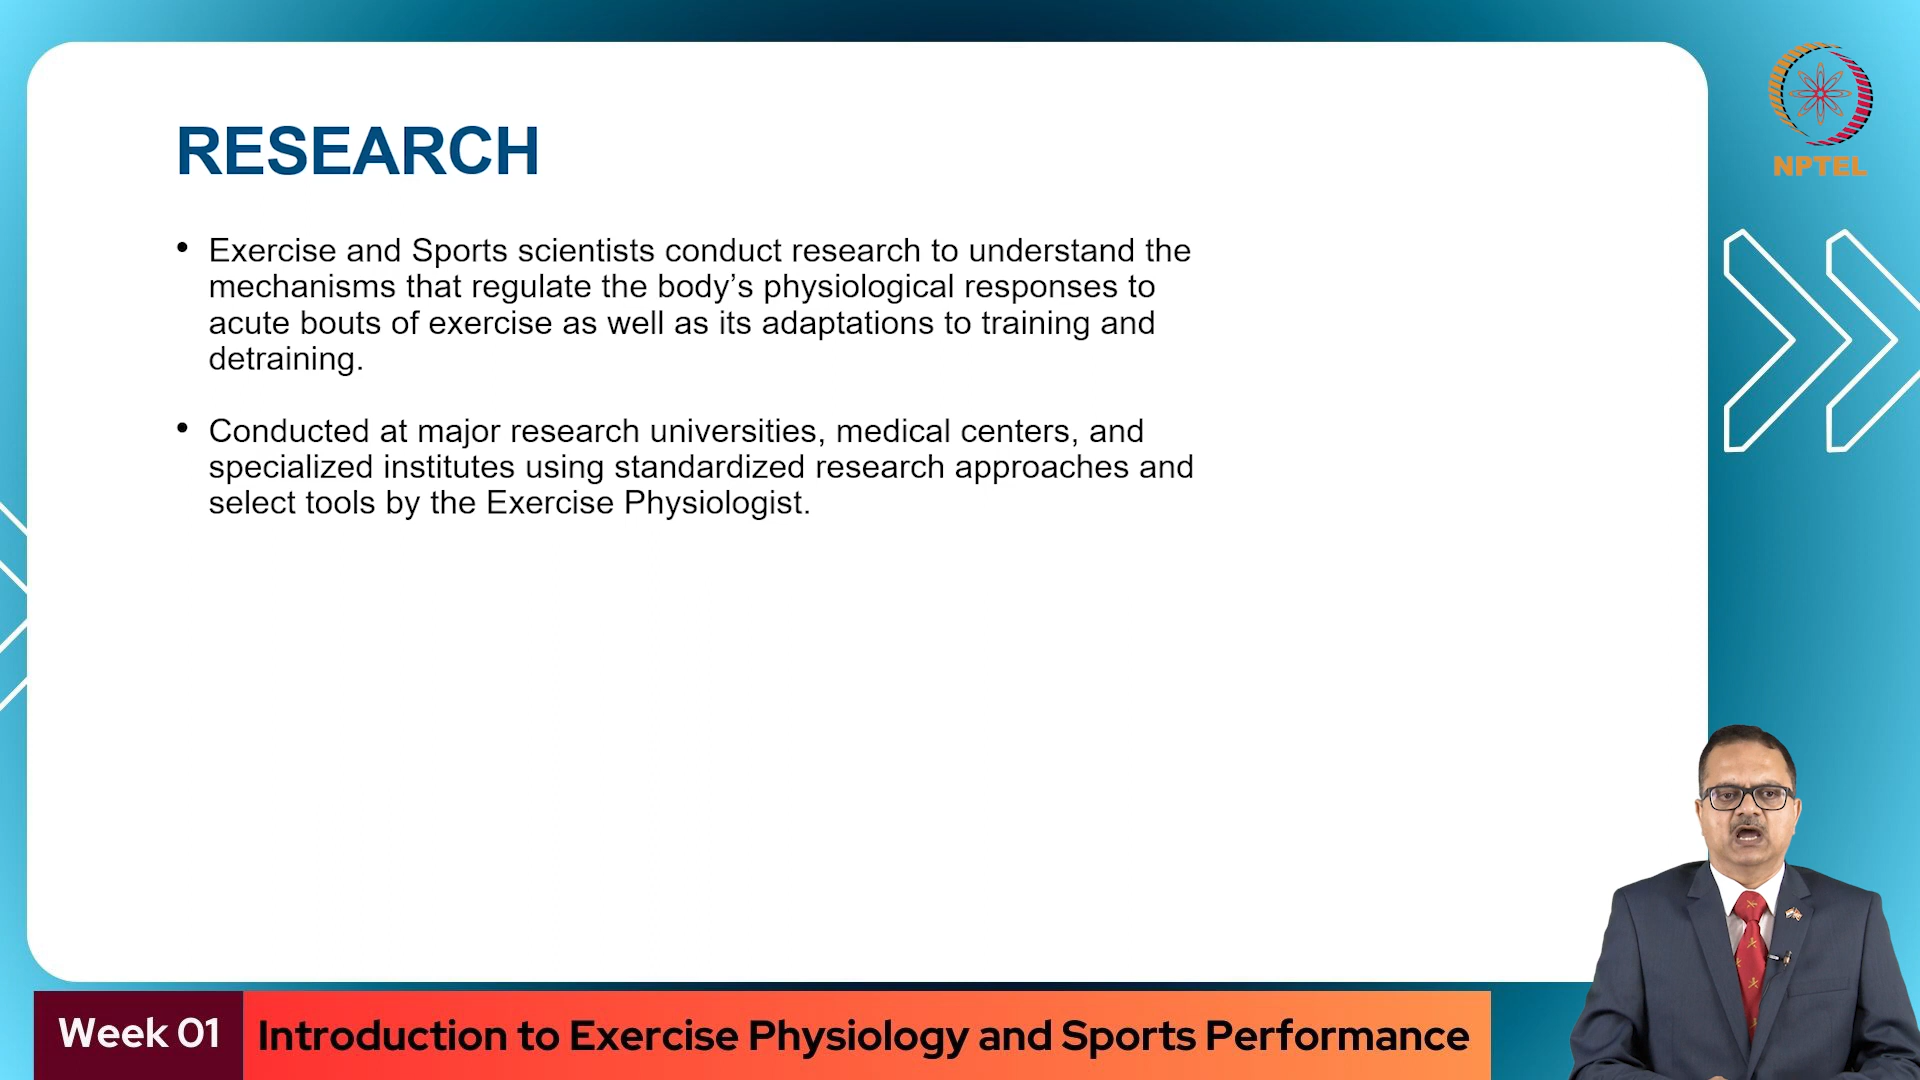 NPTEL
RESEARCH
• Exercise and Sports scientists conduct research to understand the
mechanisms that regulate the body’s physiological responses to
acute bouts of exercise as well as its adaptations to training and
detraining.
• Conducted at major research universities, medical centers, and
specialized institutes using standardized research approaches and
select tools by the Exercise Physiologist.
Week 01
Introduction to Exercise Physiology and Sports Performance